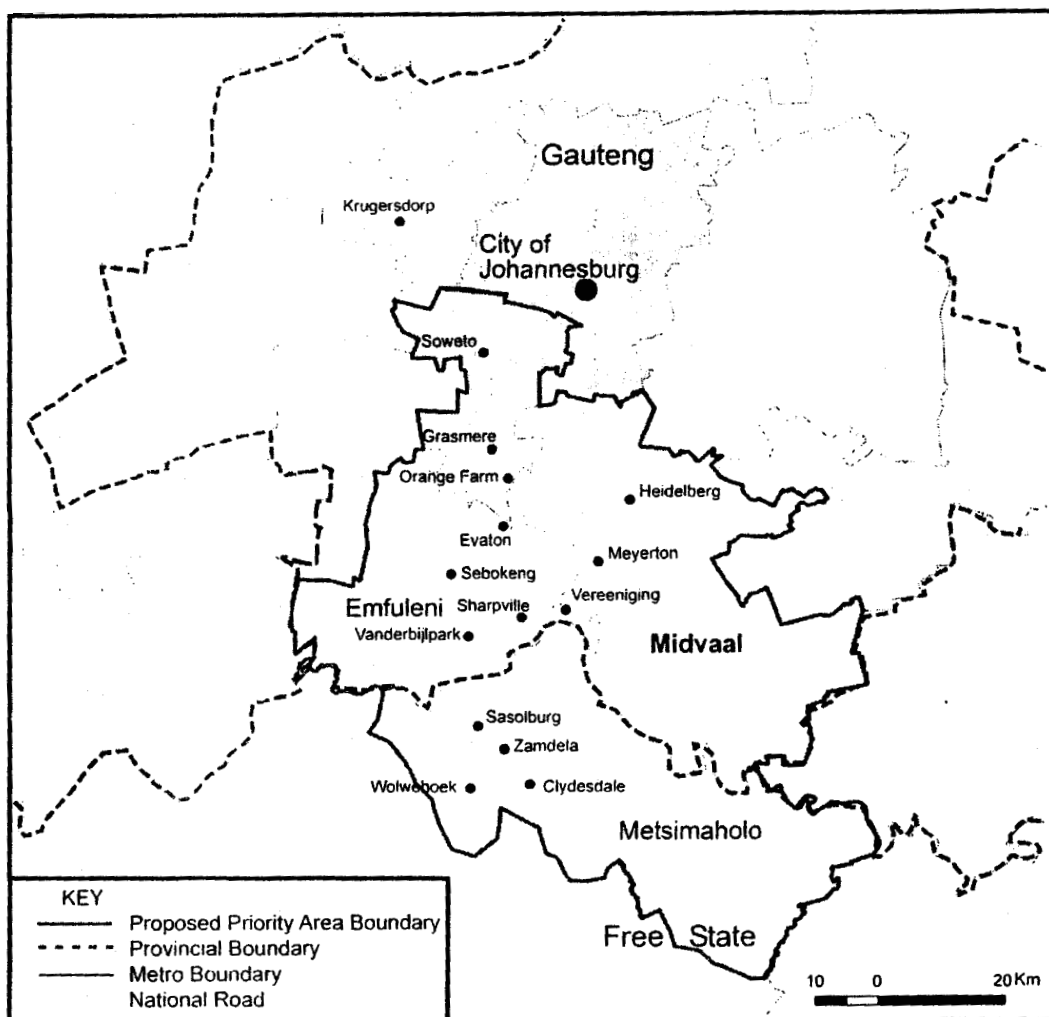 Gauteng
Krugersdorp
City of
Johannesburg
Soweto
Grasmere
Orange Farm
Heidelberg
Evaton
Meyerton
Sebokeng
Vereeniging
Emfuleni
Sharpville
Vanderbijlpark
Midvaal
Sasolburg
Zamdela
Wolwehoek
Clydesdale
Metsimaholo
Free State
KEY
Proposed Priority Area Boundary
Provincial Boundary
Metro Boundary
National Road
10 0 20 Km